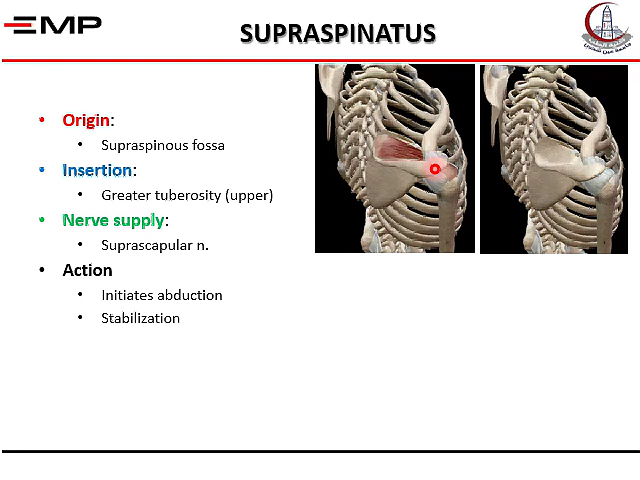 EMP
SUPRASPINATUS
• Origin:
• Supraspinous fossa
• Insertion:
• Greater tuberosity (upper)
• Nerve supply:
• Suprascapular n.
• Action
• Initiates abduction
• Stabilization